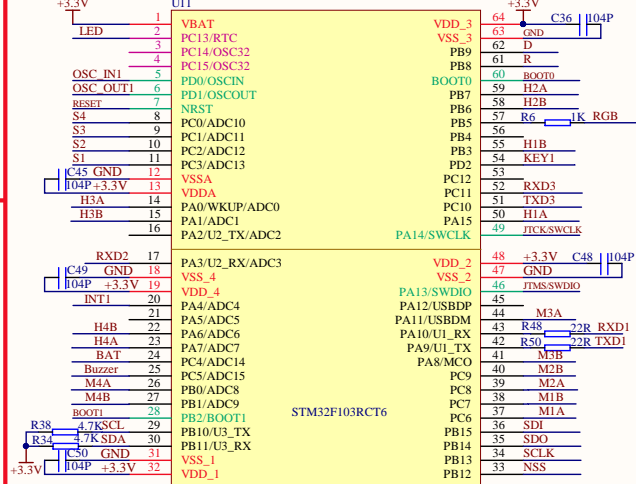 +3.3V U11 +3.3V
1 VBAT VDD_3 64 C36 104P
LED 2 PC13/RTC VSS_3 63 GND
3 PC14/OSC32 PB9 62 D
4 PC15/OSC32 PB8 61 R
OSC_IN1 5 PD0/OSCIN BOOT0 60 BOOT0
OSC_OUT1 6 PD1/OSCOUT PB7 59 H2A
RESET 7 NRST PB6 58 H2B
S4 8 PC0/ADC10 PB5 57 R6 1K RGB
S3 9 PC1/ADC11 PB4 56
S2 10 PC2/ADC12 PB3 55 H1B
S1 11 PC3/ADC13 PD2 54 KEY1
C45 GND 12 VSSA PC12 53
104P +3.3V 13 VDDA PC11 52 RXD3
H3A 14 PA0/WKUP/ADC0 PC10 51 TXD3
H3B 15 PA1/ADC1 PA15 50 H1A
16 PA2/U2_TX/ADC2 PA14/SWCLK 49 JTCK/SWCLK
RXD2 17 PA3/U2_RX/ADC3 VDD_2 48 +3.3V C48 104P
C49 GND 18 VSS_4 VSS_2 47 GND
104P +3.3V 19 VDD_4 PA13/SWDIO 46 JTMS/SWDIO
INT1 20 PA4/ADC4 PA12/USBDP 45
21 PA5/ADC5 PA11/USBDM 44 M3A
H4B 22 PA6/ADC6 PA10/U1_RX 43 R48 22R RXD1
H4A 23 PA7/ADC7 PA9/U1_TX 42 R50 22R TXD1
BAT 24 PC4/ADC14 PA8/MCO 41 M3B
Buzzer 25 PC5/ADC15 PC9 40 M2B
M4A 26 PB0/ADC8 PC8 39 M2A
M4B 27 PB1/ADC9 PC7 38 M1B
BOOT1 28 PB2/BOOT1 STM32F103RCT6 PC6 37 M1A
R38 4.7K SCL 29 PB10/U3_TX PB15 36 SDI
R34 4.7K SDA 30 PB11/U3_RX PB14 35 SDO
C50 GND 31 VSS_1 PB13 34 SCLK
+3.3V 104P +3.3V 32 VDD_1 PB12 33 NSS